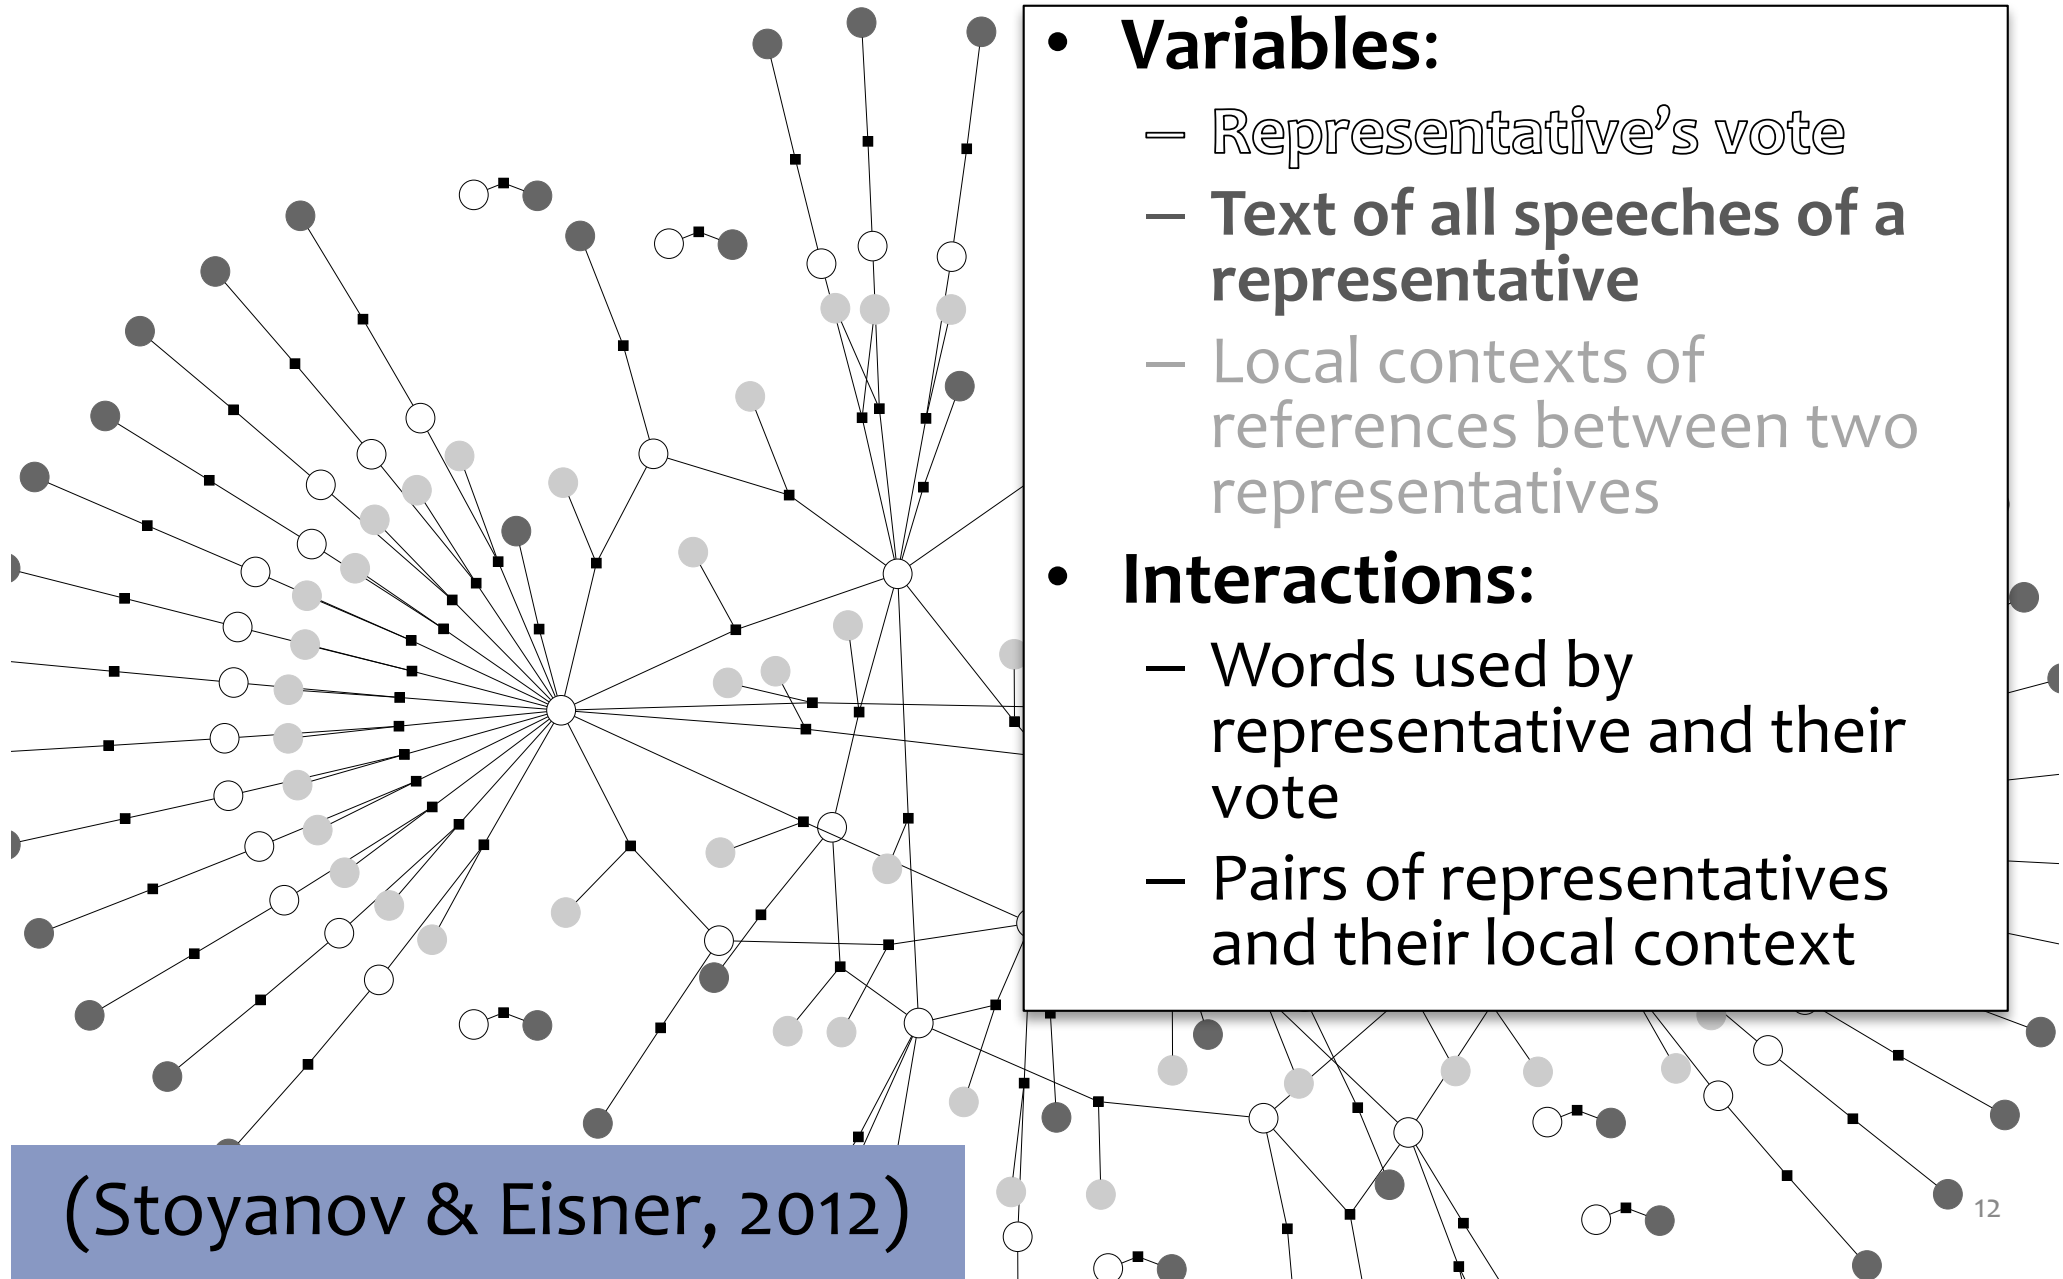 • Variables:
– Representative’s vote
– Text of all speeches of a
representative
– Local contexts of
references between two
representatives
• Interactions:
– Words used by
representative and their
vote
– Pairs of representatives
and their local context
(Stoyanov & Eisner, 2012)
12